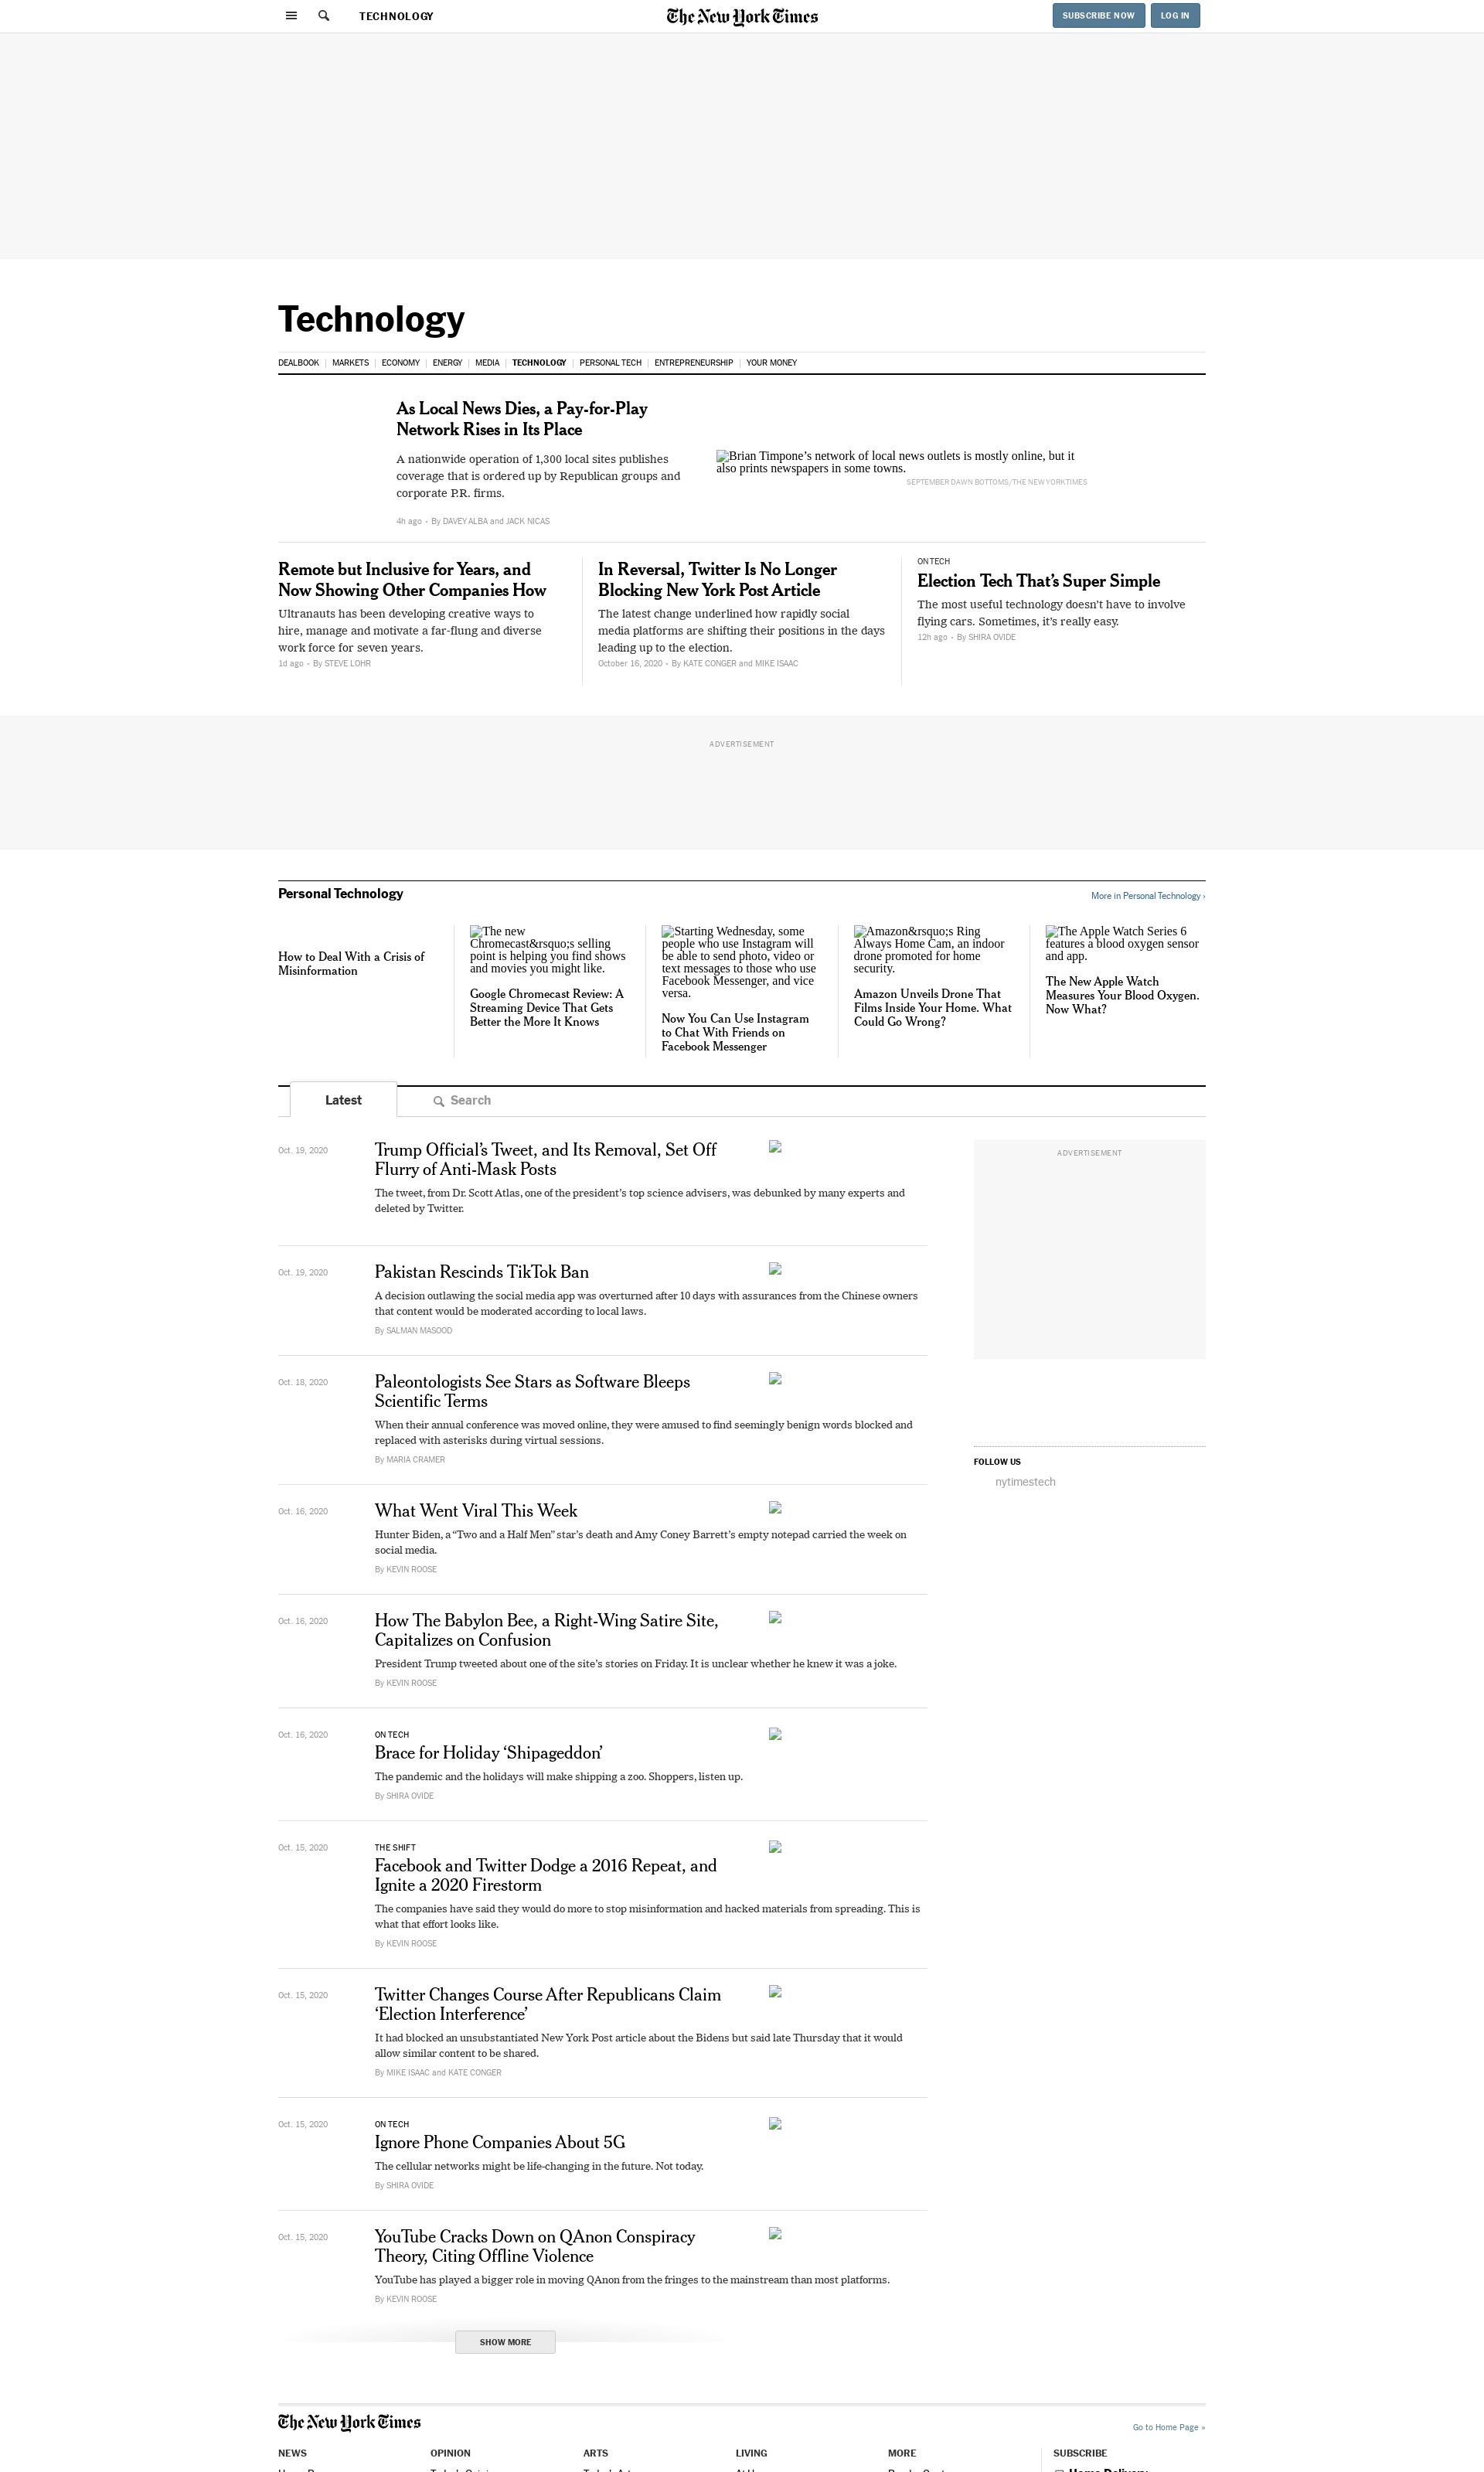 TECHNOLOGY
The New York Times
SUBSCRIBE NOW
LOG IN
Technology
DEALBOOK | MARKETS | ECONOMY | ENERGY | MEDIA | TECHNOLOGY | PERSONAL TECH | ENTREPRENEURSHIP | YOUR MONEY
As Local News Dies, a Pay-for-Play
Network Rises in Its Place
A nationwide operation of 1,300 local sites publishes
coverage that is ordered up by Republican groups and
corporate P.R. firms.
4h ago • By DAVEY ALBA and JACK NICAS
Brian Timpone’s network of local news outlets is mostly online, but it
also prints newspapers in some towns.
SEPTEMBER DAWN BOTTOMS/THE NEW YORK TIMES
Remote but Inclusive for Years, and
Now Showing Other Companies How
Ultranauts has been developing creative ways to
hire, manage and motivate a far-flung and diverse
work force for seven years.
1d ago • By STEVE LOHR
In Reversal, Twitter Is No Longer
Blocking New York Post Article
The latest change underlined how rapidly social
media platforms are shifting their positions in the days
leading up to the election.
October 16, 2020 • By KATE CONGER and MIKE ISAAC
ON TECH
Election Tech That’s Super Simple
The most useful technology doesn’t have to involve
flying cars. Sometimes, it’s really easy.
12h ago • By SHIRA OVIDE
ADVERTISEMENT
Personal Technology
More in Personal Technology ›
How to Deal With a Crisis of
Misinformation
The new
Chromecast&rsquo;s selling
point is helping you find shows
and movies you might like.
Google Chromecast Review: A
Streaming Device That Gets
Better the More It Knows
Starting Wednesday, some
people who use Instagram will
be able to send photo, video or
text messages to those who use
Facebook Messenger, and vice
versa.
Now You Can Use Instagram
to Chat With Friends on
Facebook Messenger
Amazon&rsquo;s Ring
Always Home Cam, an indoor
drone promoted for home
security.
Amazon Unveils Drone That
Films Inside Your Home. What
Could Go Wrong?
The Apple Watch Series 6
features a blood oxygen sensor
and app.
The New Apple Watch
Measures Your Blood Oxygen.
Now What?
Latest
Search
Oct. 19, 2020
Trump Official’s Tweet, and Its Removal, Set Off
Flurry of Anti-Mask Posts
The tweet, from Dr. Scott Atlas, one of the president’s top science advisers, was debunked by many experts and
deleted by Twitter.
ADVERTISEMENT
Oct. 19, 2020
Pakistan Rescinds TikTok Ban
A decision outlawing the social media app was overturned after 10 days with assurances from the Chinese owners
that content would be moderated according to local laws.
By SALMAN MASOOD
Oct. 18, 2020
Paleontologists See Stars as Software Bleeps
Scientific Terms
When their annual conference was moved online, they were amused to find seemingly benign words blocked and
replaced with asterisks during virtual sessions.
By MARIA CRAMER
FOLLOW US
nytimestech
Oct. 16, 2020
What Went Viral This Week
Hunter Biden, a “Two and a Half Men” star’s death and Amy Coney Barrett’s empty notepad carried the week on
social media.
By KEVIN ROOSE
Oct. 16, 2020
How The Babylon Bee, a Right-Wing Satire Site,
Capitalizes on Confusion
President Trump tweeted about one of the site’s stories on Friday. It is unclear whether he knew it was a joke.
By KEVIN ROOSE
Oct. 16, 2020
ON TECH
Brace for Holiday ‘Shipageddon’
The pandemic and the holidays will make shipping a zoo. Shoppers, listen up.
By SHIRA OVIDE
Oct. 15, 2020
THE SHIFT
Facebook and Twitter Dodge a 2016 Repeat, and
Ignite a 2020 Firestorm
The companies have said they would do more to stop misinformation and hacked materials from spreading. This is
what that effort looks like.
By KEVIN ROOSE
Oct. 15, 2020
Twitter Changes Course After Republicans Claim
‘Election Interference’
It had blocked an unsubstantiated New York Post article about the Bidens but said late Thursday that it would
allow similar content to be shared.
By MIKE ISAAC and KATE CONGER
Oct. 15, 2020
ON TECH
Ignore Phone Companies About 5G
The cellular networks might be life-changing in the future. Not today.
By SHIRA OVIDE
Oct. 15, 2020
YouTube Cracks Down on QAnon Conspiracy
Theory, Citing Offline Violence
YouTube has played a bigger role in moving QAnon from the fringes to the mainstream than most platforms.
By KEVIN ROOSE
SHOW MORE
The New York Times
Go to Home Page »
NEWS
OPINION
ARTS
LIVING
MORE
SUBSCRIBE